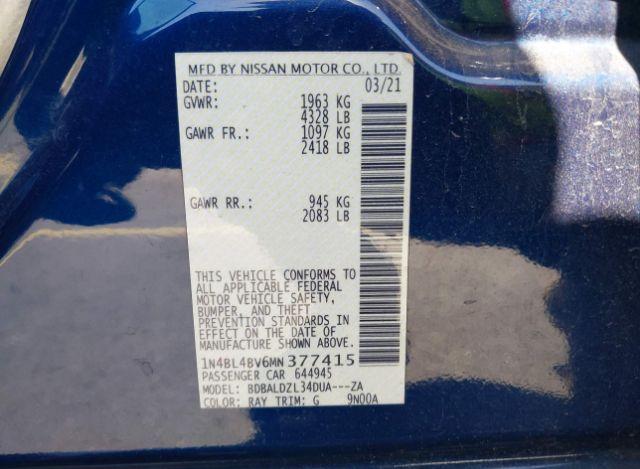 MFD BY NISSAN MOTOR CO., LTD.
DATE: 03/21
GVWR: 1963 KG
4328 LB
GAWR FR.: 1097 KG
2418 LB
GAWR RR.: 945 KG
2083 LB
THIS VEHICLE CONFORMS TO
ALL APPLICABLE FEDERAL
MOTOR VEHICLE SAFETY,
BUMPER, AND THEFT
PREVENTION STANDARDS IN
EFFECT ON THE DATE OF
MANUFACTURE SHOWN ABOVE.
1N4BL4BV6MN377415
PASSENGER CAR 644945
MODEL: BDBALDZL34DUA---ZA
COLOR: RAY TRIM: G 9N00A